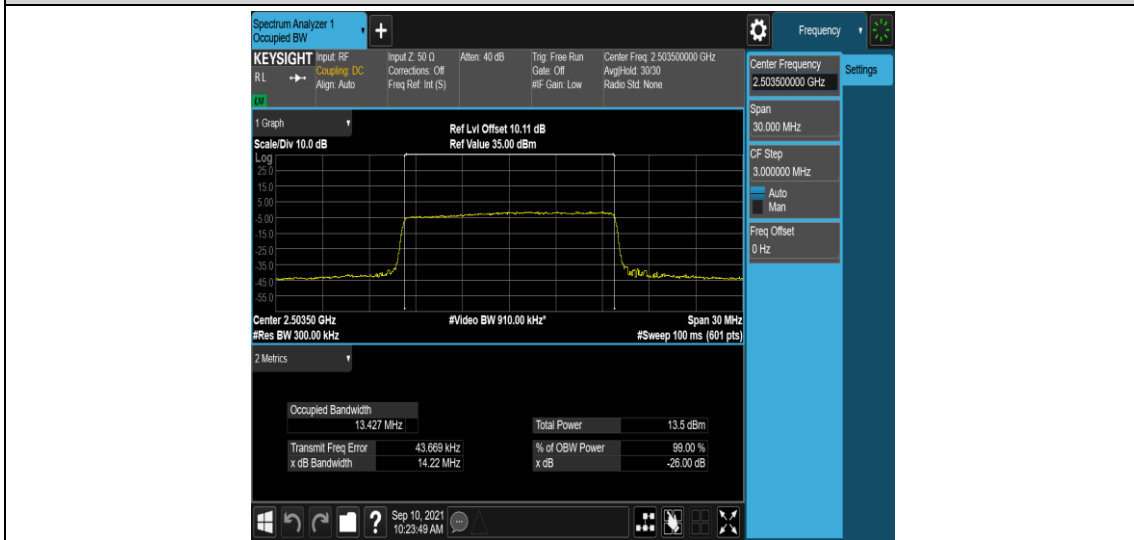 Spectrum Analyzer 1
Occupied BW
Frequency
KEYSIGHT
RL
LNI
Input: RF
Coupling: DC
Align: Auto
Input Z: 50 Ω
Corrections: Off
Freq Ref: Int (S)
Atten: 40 dB
Trig: Free Run
Gate: Off
#IF Gain: Low
Center Freq: 2.503500000 GHz
Avg|Hold: 30/30
Radio Std: None
Center Frequency
2.503500000 GHz
Settings
Span
30.000 MHz
CF Step
3.000000 MHz
Auto
Man
Freq Offset
0 Hz
1 Graph
Scale/Div 10.0 dB
Ref Lvl Offset 10.11 dB
Ref Value 35.00 dBm
Log
25.0
15.0
5.00
-5.00
-15.0
-25.0
-35.0
-45.0
-55.0
Center 2.50350 GHz
#Video BW 910.00 kHz*
Span 30 MHz
#Res BW 300.00 kHz
#Sweep 100 ms (601 pts)
2 Metrics
Occupied Bandwidth
13.427 MHz
Total Power 13.5 dBm
Transmit Freq Error 43.669 kHz
% of OBW Power 99.00 %
x dB Bandwidth 14.22 MHz
x dB -26.00 dB
?
Sep 10, 2021
10:23:49 AM